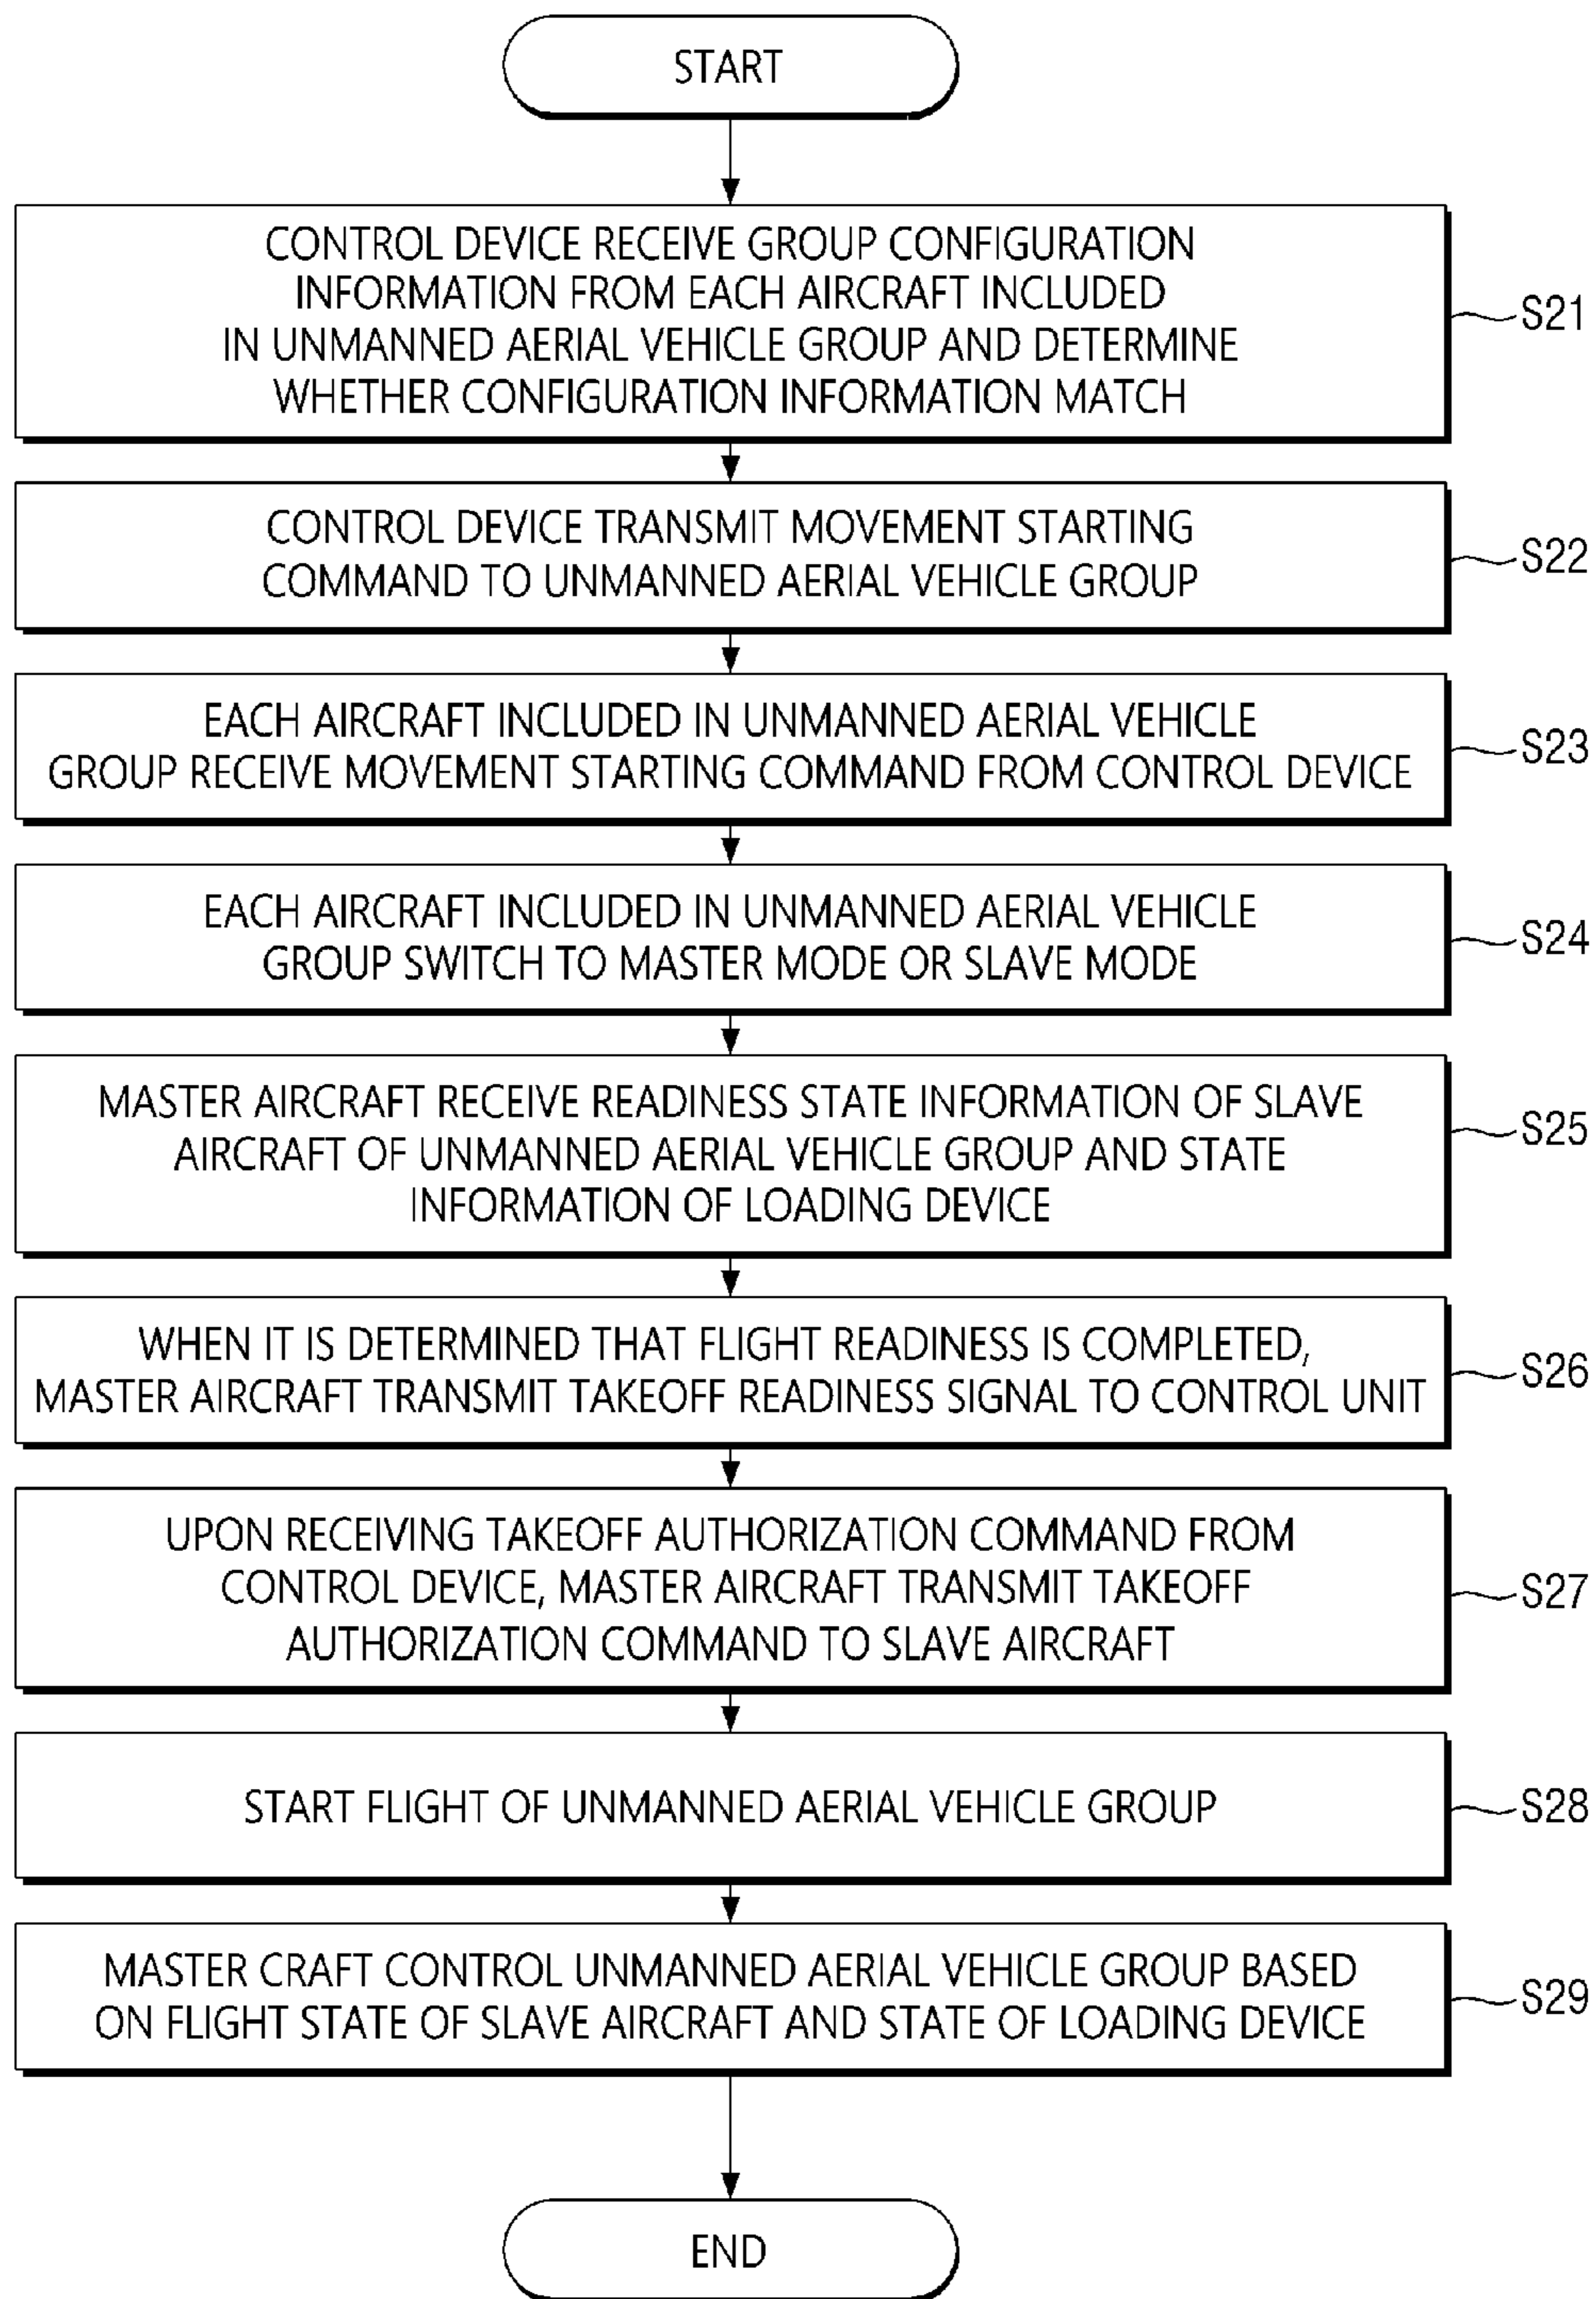 START
CONTROL DEVICE RECEIVE GROUP CONFIGURATION
INFORMATION FROM EACH AIRCRAFT INCLUDED
IN UNMANNED AERIAL VEHICLE GROUP AND DETERMINE
WHETHER CONFIGURATION INFORMATION MATCH
S21
CONTROL DEVICE TRANSMIT MOVEMENT STARTING
COMMAND TO UNMANNED AERIAL VEHICLE GROUP
S22
EACH AIRCRAFT INCLUDED IN UNMANNED AERIAL VEHICLE
GROUP RECEIVE MOVEMENT STARTING COMMAND FROM CONTROL DEVICE
S23
EACH AIRCRAFT INCLUDED IN UNMANNED AERIAL VEHICLE
GROUP SWITCH TO MASTER MODE OR SLAVE MODE
S24
MASTER AIRCRAFT RECEIVE READINESS STATE INFORMATION OF SLAVE
AIRCRAFT OF UNMANNED AERIAL VEHICLE GROUP AND STATE
INFORMATION OF LOADING DEVICE
S25
WHEN IT IS DETERMINED THAT FLIGHT READINESS IS COMPLETED,
MASTER AIRCRAFT TRANSMIT TAKEOFF READINESS SIGNAL TO CONTROL UNIT
S26
UPON RECEIVING TAKEOFF AUTHORIZATION COMMAND FROM
CONTROL DEVICE, MASTER AIRCRAFT TRANSMIT TAKEOFF
AUTHORIZATION COMMAND TO SLAVE AIRCRAFT
S27
START FLIGHT OF UNMANNED AERIAL VEHICLE GROUP
S28
MASTER CRAFT CONTROL UNMANNED AERIAL VEHICLE GROUP BASED
ON FLIGHT STATE OF SLAVE AIRCRAFT AND STATE OF LOADING DEVICE
S29
END